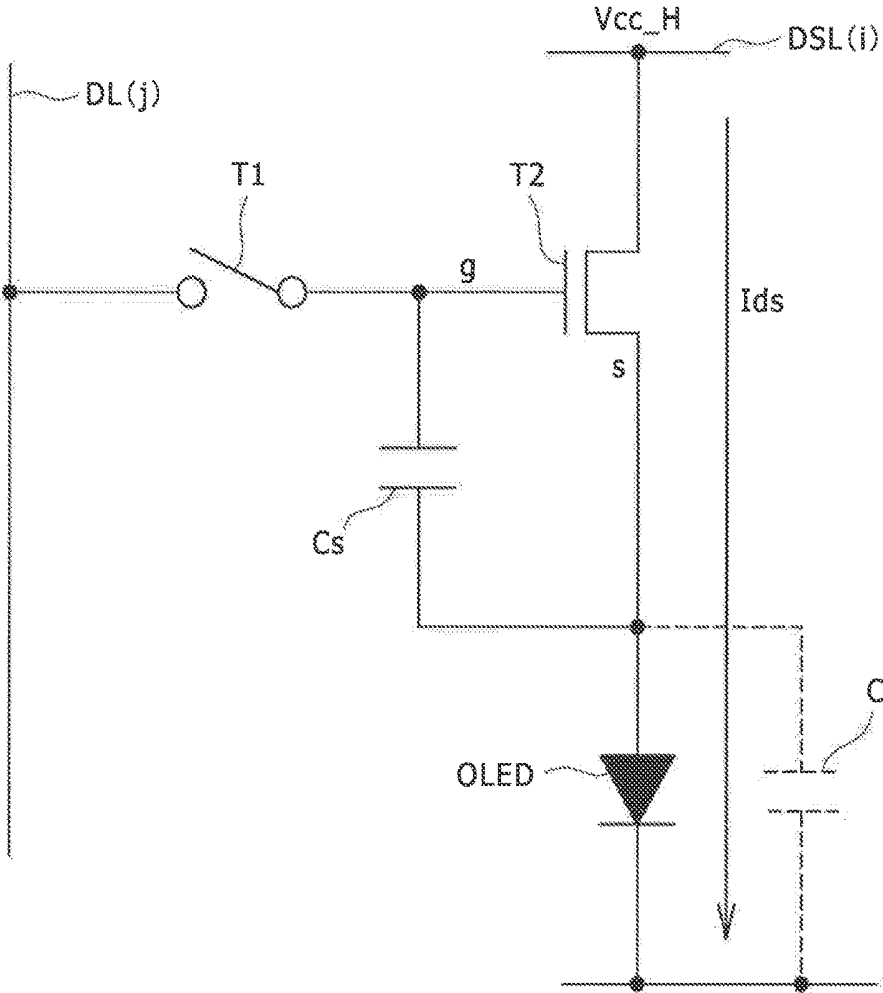 Vcc_H
DSL(i)
DL(j)
T1
T2
g
Ids
s
Cs
C
OLED